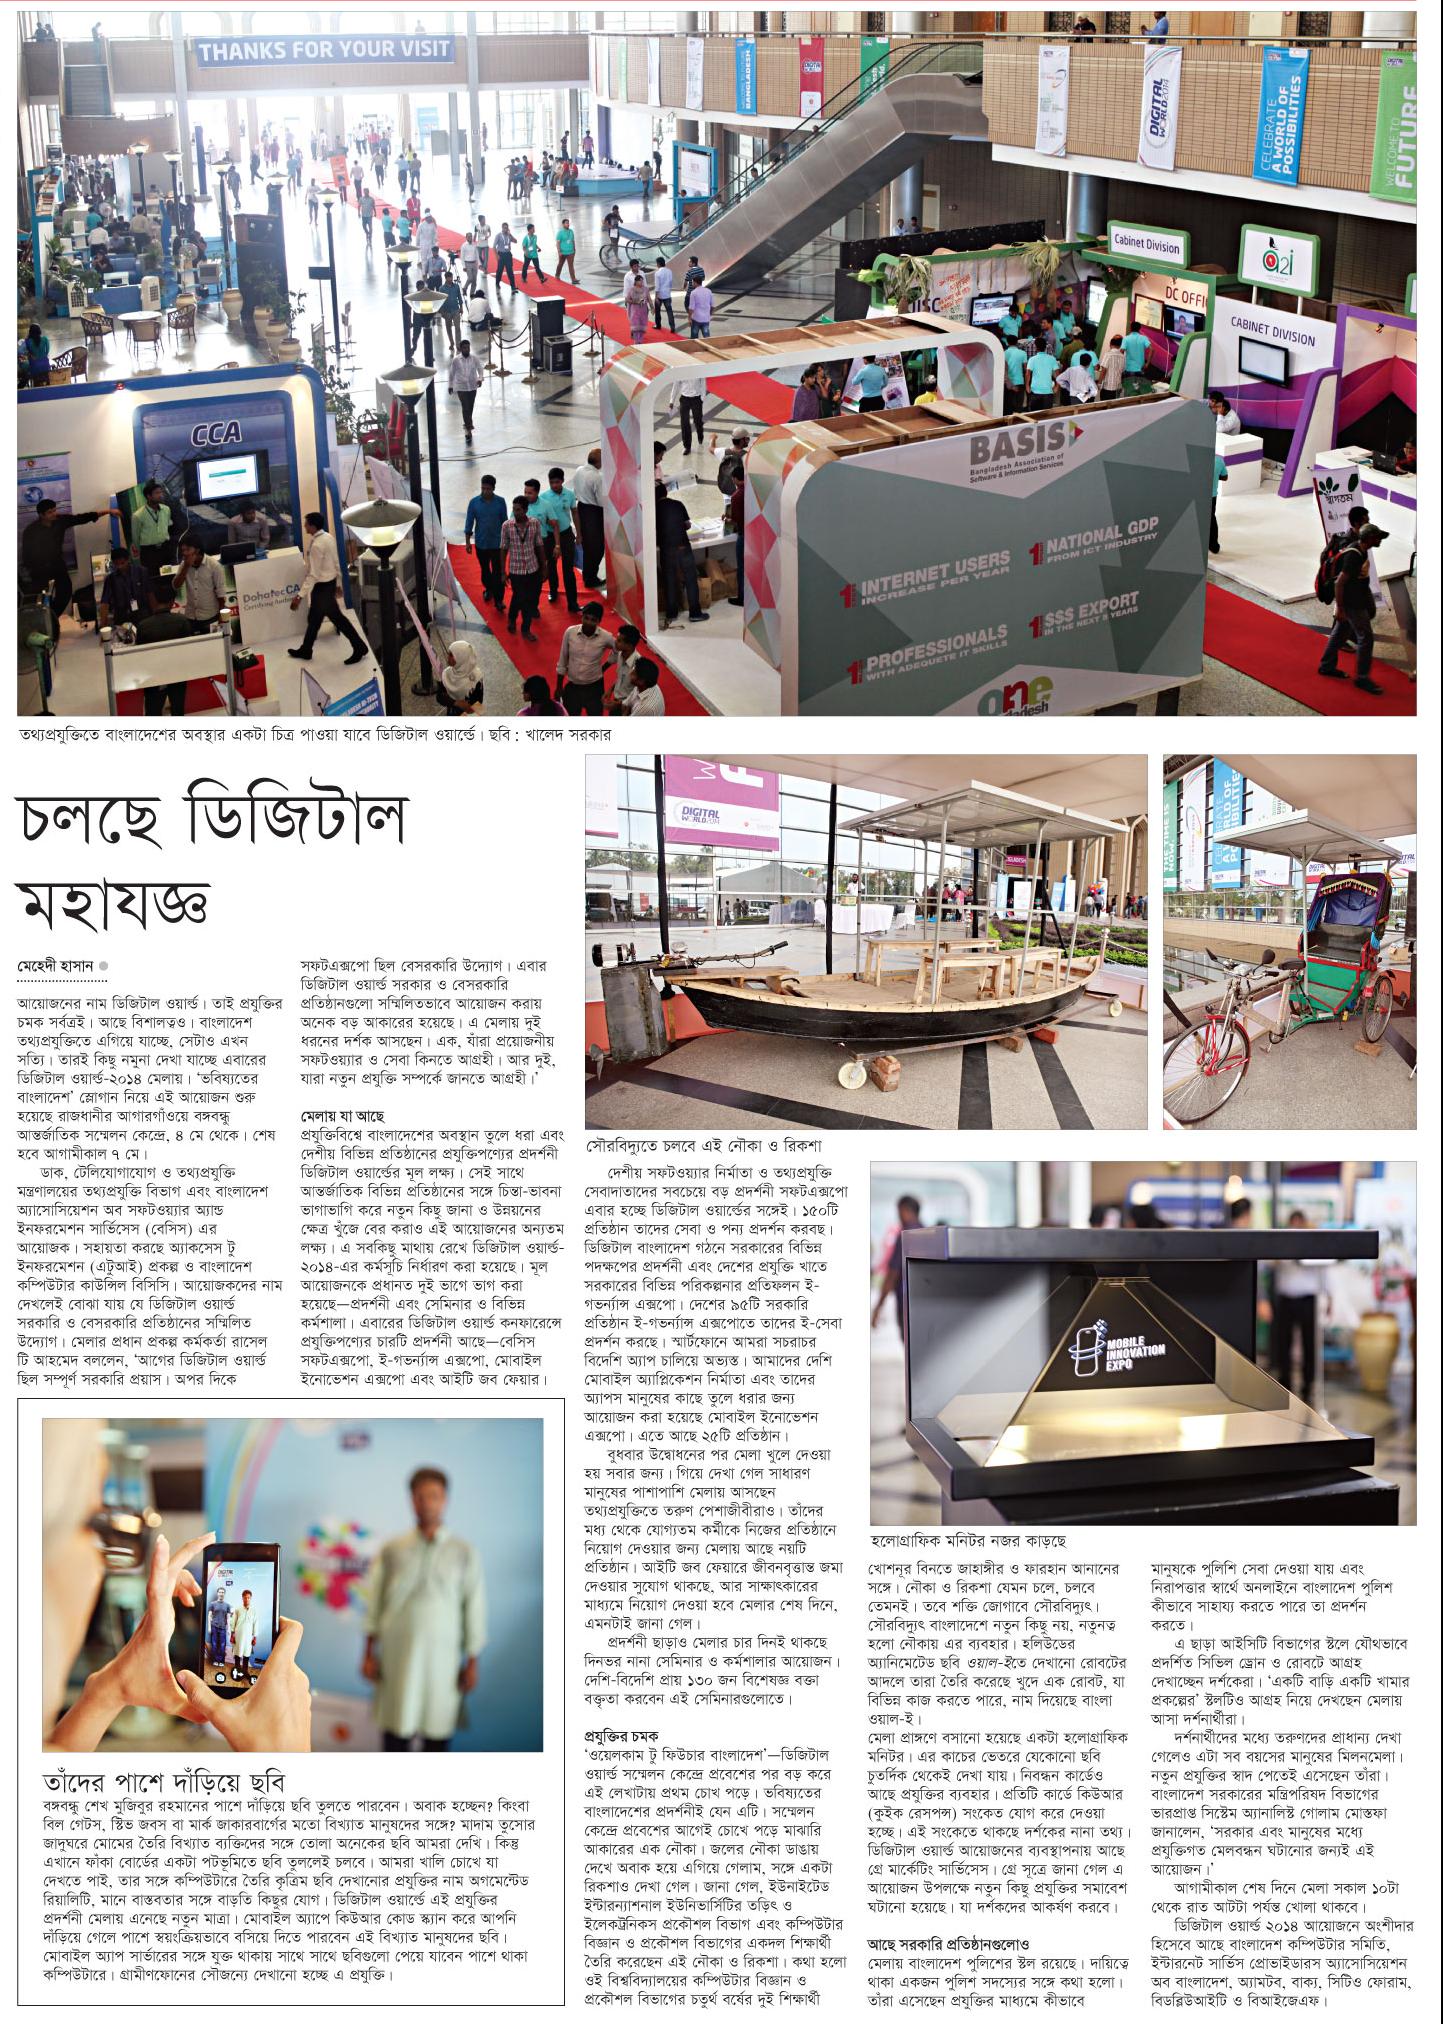 THANKS FOR YOUR VISIT
BANGLADESH
DIGITAL
WORLD 2014
CELEBRATE
A WORLD OF
POSSIBILITIES
WELCOME TO
FUTURE
Cabinet Division
a2i
DC OFFI
CABINET DIVISION
CCA
DohatecCA
Certifying Autho
BASIS
Bangladesh Association of
Software & Information Services
1 INTERNET USERS
INCREASE PER YEAR
1 NATIONAL GDP
FROM ICT INDUSTRY
1 PROFESSIONALS
WITH ADEQUETE IT SKILLS
1 $$$ EXPORT
IN THE NEXT 5 YEARS
one
ladesh
স্বাগতম
তথ্যপ্রযুক্তিতে বাংলাদেশের অবস্থার একটা চিত্র পাওয়া যাবে ডিজিটাল ওয়ার্ল্ডে। ছবি: খালেদ সরকার
চলছে ডিজিটাল
মহাযজ্ঞ
মেহেদী হাসান
আয়োজনের নাম ডিজিটাল ওয়ার্ল্ড। তাই প্রযুক্তির
চমক সর্বত্রই। আছে বিশালত্বও। বাংলাদেশ
তথ্যপ্রযুক্তিতে এগিয়ে যাচ্ছে, সেটাও এখন
সত্যি। তারই কিছু নমুনা দেখা যাচ্ছে এবারের
ডিজিটাল ওয়ার্ল্ড-২০১৪ মেলায়। ‘ভবিষ্যতের
বাংলাদেশ’ স্লোগান নিয়ে এই আয়োজন শুরু
হয়েছে রাজধানীর আগারগাঁওয়ে বঙ্গবন্ধু
আন্তর্জাতিক সম্মেলন কেন্দ্রে, ৪ মে থেকে। শেষ
হবে আগামীকাল ৭ মে।
ডাক, টেলিযোগাযোগ ও তথ্যপ্রযুক্তি
মন্ত্রণালয়ের তথ্যপ্রযুক্তি বিভাগ এবং বাংলাদেশ
অ্যাসোসিয়েশন অব সফটওয়্যার অ্যান্ড
ইনফরমেশন সার্ভিসেস (বেসিস) এর
আয়োজক। সহায়তা করছে অ্যাকসেস টু
ইনফরমেশন (এটুআই) প্রকল্প ও বাংলাদেশ
কম্পিউটার কাউন্সিল বিসিসি। আয়োজকদের নাম
দেখলেই বোঝা যায় যে ডিজিটাল ওয়ার্ল্ড
সরকারি ও বেসরকারি প্রতিষ্ঠানের সম্মিলিত
উদ্যোগ। মেলার প্রধান প্রকল্প কর্মকর্তা রাসেল
টি আহমেদ বললেন, ‘আগের ডিজিটাল ওয়ার্ল্ড
ছিল সম্পূর্ণ সরকারি প্রয়াস। অপর দিকে
সফটএক্সপো ছিল বেসরকারি উদ্যোগ। এবার
ডিজিটাল ওয়ার্ল্ড সরকার ও বেসরকারি
প্রতিষ্ঠানগুলো সম্মিলিতভাবে আয়োজন করায়
অনেক বড় আকারের হয়েছে। এ মেলায় দুই
ধরনের দর্শক আসছেন। এক, যাঁরা প্রয়োজনীয়
সফটওয়্যার ও সেবা কিনতে আগ্রহী। আর দুই,
যারা নতুন প্রযুক্তি সম্পর্কে জানতে আগ্রহী।’
মেলায় যা আছে
প্রযুক্তিবিশ্বে বাংলাদেশের অবস্থান তুলে ধরা এবং
দেশীয় বিভিন্ন প্রতিষ্ঠানের প্রযুক্তিপণ্যের প্রদর্শনী
ডিজিটাল ওয়ার্ল্ডের মূল লক্ষ্য। সেই সাথে
আন্তর্জাতিক বিভিন্ন প্রতিষ্ঠানের সঙ্গে চিন্তা-ভাবনা
ভাগাভাগি করে নতুন কিছু জানা ও উন্নয়নের
ক্ষেত্র খুঁজে বের করাও এই আয়োজনের অন্যতম
লক্ষ্য। এ সবকিছু মাথায় রেখে ডিজিটাল ওয়ার্ল্ড-
২০১৪-এর কর্মসূচি নির্ধারণ করা হয়েছে। মূল
আয়োজনকে প্রধানত দুই ভাগে ভাগ করা
হয়েছে—প্রদর্শনী এবং সেমিনার ও বিভিন্ন
কর্মশালা। এবারের ডিজিটাল ওয়ার্ল্ড কনফারেন্সে
প্রযুক্তিপণ্যের চারটি প্রদর্শনী আছে—বেসিস
সফটএক্সপো, ই-গভর্ন্যান্স এক্সপো, মোবাইল
ইনোভেশন এক্সপো এবং আইটি জব ফেয়ার।
DIGITAL
WORLD 2014
সৌরবিদ্যুতে চলবে এই নৌকা ও রিকশা
দেশীয় সফটওয়্যার নির্মাতা ও তথ্যপ্রযুক্তি
সেবাদাতাদের সবচেয়ে বড় প্রদর্শনী সফটএক্সপো
এবার হচ্ছে ডিজিটাল ওয়ার্ল্ডের সঙ্গেই। ১৫০টি
প্রতিষ্ঠান তাদের সেবা ও পন্য প্রদর্শন করবছ।
ডিজিটাল বাংলাদেশ গঠনে সরকারের বিভিন্ন
পদক্ষপের প্রদর্শনী এবং দেশের প্রযুক্তি খাতে
সরকারের বিভিন্ন পরিকল্পনার প্রতিফলন ই-
গভর্ন্যান্স এক্সপো। দেশের ৯৫টি সরকারি
প্রতিষ্ঠান ই-গভর্ন্যান্স এক্সপোতে তাদের ই-সেবা
প্রদর্শন করছে। স্মার্টফোনে আমরা সচরাচর
বিদেশি অ্যাপ চালিয়ে অভ্যস্ত। আমাদের দেশি
মোবাইল অ্যাপ্লিকেশন নির্মাতা এবং তাদের
অ্যাপস মানুষের কাছে তুলে ধরার জন্য
আয়োজন করা হয়েছে মোবাইল ইনোভেশন
এক্সপো। এতে আছে ২৫টি প্রতিষ্ঠান।
বুধবার উদ্বোধনের পর মেলা খুলে দেওয়া
হয় সবার জন্য। গিয়ে দেখা গেল সাধারণ
মানুষের পাশাপাশি মেলায় আসছেন
তথ্যপ্রযুক্তিতে তরুণ পেশাজীবীরাও। তাঁদের
মধ্য থেকে যোগ্যতম কর্মীকে নিজের প্রতিষ্ঠানে
নিয়োগ দেওয়ার জন্য মেলায় আছে নয়টি
প্রতিষ্ঠান। আইটি জব ফেয়ারে জীবনবৃত্তান্ত জমা
দেওয়ার সুযোগ থাকছে, আর সাক্ষাৎকারের
মাধ্যমে নিয়োগ দেওয়া হবে মেলার শেষ দিনে,
এমনটাই জানা গেল।
প্রদর্শনী ছাড়াও মেলার চার দিনই থাকছে
দিনভর নানা সেমিনার ও কর্মশালার আয়োজন।
দেশি-বিদেশি প্রায় ১৩০ জন বিশেষজ্ঞ বক্তা
বক্তৃতা করবেন এই সেমিনারগুলোতে।
প্রযুক্তির চমক
‘ওয়েলকাম টু ফিউচার বাংলাদেশ’—ডিজিটাল
ওয়ার্ল্ড সম্মেলন কেন্দ্রে প্রবেশের পর বড় করে
এই লেখাটায় প্রথম চোখ পড়ে। ভবিষ্যতের
বাংলাদেশের প্রদর্শনীই যেন এটি। সম্মেলন
কেন্দ্রে প্রবেশের আগেই চোখে পড়ে মাঝারি
আকারের এক নৌকা। জলের নৌকা ডাঙায়
দেখে অবাক হয়ে এগিয়ে গেলাম, সঙ্গে একটা
রিকশাও দেখা গেল। জানা গেল, ইউনাইটেড
ইন্টারন্যাশনাল ইউনিভার্সিটির তড়িৎ ও
ইলেকট্রনিকস প্রকৌশল বিভাগ এবং কম্পিউটার
বিজ্ঞান ও প্রকৌশল বিভাগের একদল শিক্ষার্থী
তৈরি করেছেন এই নৌকা ও রিকশা। কথা হলো
ওই বিশ্ববিদ্যালয়ের কম্পিউটার বিজ্ঞান ও
প্রকৌশল বিভাগের চতুর্থ বর্ষের দুই শিক্ষার্থী
MOBILE
INNOVATION
EXPO
হলোগ্রাফিক মনিটর নজর কাড়ছে
খোশনূর বিনতে জাহাঙ্গীর ও ফারহান আনানের
সঙ্গে। নৌকা ও রিকশা যেমন চলে, চলবে
তেমনই। তবে শক্তি জোগাবে সৌরবিদ্যুৎ।
সৌরবিদ্যুৎ বাংলাদেশে নতুন কিছু নয়, নতুনত্ব
হলো নৌকায় এর ব্যবহার। হলিউডের
অ্যানিমেটেড ছবি ওয়াল-ইতে দেখানো রোবটের
আদলে তারা তৈরি করেছে খুদে এক রোবট, যা
বিভিন্ন কাজ করতে পারে, নাম দিয়েছে বাংলা
ওয়াল-ই।
মেলা প্রাঙ্গণে বসানো হয়েছে একটা হলোগ্রাফিক
মনিটর। এর কাচের ভেতরে যেকোনো ছবি
চতুর্দিক থেকেই দেখা যায়। নিবন্ধন কার্ডেও
আছে প্রযুক্তির ব্যবহার। প্রতিটি কার্ডে কিউআর
(কুইক রেসপন্স) সংকেত যোগ করে দেওয়া
হচ্ছে। এই সংকেতে থাকছে দর্শকের নানা তথ্য।
ডিজিটাল ওয়ার্ল্ড আয়োজনের ব্যবস্থাপনায় আছে
গ্রে মার্কেটিং সার্ভিসেস। গ্রে সূত্রে জানা গেল এ
আয়োজন উপলক্ষে নতুন কিছু প্রযুক্তির সমাবেশ
ঘটানো হয়েছে। যা দর্শকদের আকর্ষণ করবে।
আছে সরকারি প্রতিষ্ঠানগুলোও
মেলায় বাংলাদেশ পুলিশের স্টল রয়েছে। দায়িত্বে
থাকা একজন পুলিশ সদস্যের সঙ্গে কথা হলো।
তাঁরা এসেছেন প্রযুক্তির মাধ্যমে কীভাবে
মানুষকে পুলিশি সেবা দেওয়া যায় এবং
নিরাপত্তার স্বার্থে অনলাইনে বাংলাদেশ পুলিশ
কীভাবে সাহায্য করতে পারে তা প্রদর্শন
করতে।
এ ছাড়া আইসিটি বিভাগের স্টলে যৌথভাবে
প্রদর্শিত সিভিল ড্রোন ও রোবটে আগ্রহ
দেখাচ্ছেন দর্শকেরা। ‘একটি বাড়ি একটি খামার
প্রকল্পের’ স্টলটিও আগ্রহ নিয়ে দেখছেন মেলায়
আসা দর্শনার্থীরা।
দর্শনার্থীদের মধ্যে তরুণদের প্রাধান্য দেখা
গেলেও এটা সব বয়সের মানুষের মিলনমেলা।
নতুন প্রযুক্তির স্বাদ পেতেই এসেছেন তাঁরা।
বাংলাদেশ সরকারের মন্ত্রিপরিষদ বিভাগের
ভারপ্রাপ্ত সিস্টেম অ্যানালিস্ট গোলাম মোস্তফা
জানালেন, ‘সরকার এবং মানুষের মধ্যে
প্রযুক্তিগত মেলবন্ধন ঘটানোর জন্যই এই
আয়োজন।’
আগামীকাল শেষ দিনে মেলা সকাল ১০টা
থেকে রাত আটটা পর্যন্ত খোলা থাকবে।
ডিজিটাল ওয়ার্ল্ড ২০১৪ আয়োজনে অংশীদার
হিসেবে আছে বাংলাদেশ কম্পিউটার সমিতি,
ইন্টারনেট সার্ভিস প্রোভাইডারস অ্যাসোসিয়েশন
অব বাংলাদেশ, অ্যামটব, বাক্য, সিটিও ফোরাম,
বিডব্লিউআইটি ও বিআইজেএফ।
তাঁদের পাশে দাঁড়িয়ে ছবি
বঙ্গবন্ধু শেখ মুজিবুর রহমানের পাশে দাঁড়িয়ে ছবি তুলতে পারবেন। অবাক হচ্ছেন? কিংবা
বিল গেটস, স্টিভ জবস বা মার্ক জাকারবার্গের মতো বিখ্যাত মানুষদের সঙ্গে? মাদাম তুসোর
জাদুঘরে মোমের তৈরি বিখ্যাত ব্যক্তিদের সঙ্গে তোলা অনেকের ছবি আমরা দেখি। কিন্তু
এখানে ফাঁকা বোর্ডের একটা পটভূমিতে ছবি তুললেই চলবে। আমরা খালি চোখে যা
দেখতে পাই, তার সঙ্গে কম্পিউটারে তৈরি কৃত্রিম ছবি দেখানোর প্রযুক্তির নাম অগমেন্টেড
রিয়ালিটি, মানে বাস্তবতার সঙ্গে বাড়তি কিছুর যোগ। ডিজিটাল ওয়ার্ল্ডে এই প্রযুক্তির
প্রদর্শনী মেলায় এনেছে নতুন মাত্রা। মোবাইল অ্যাপে কিউআর কোড স্ক্যান করে আপনি
দাঁড়িয়ে গেলে পাশে স্বয়ংক্রিয়ভাবে বসিয়ে দিতে পারবেন এই বিখ্যাত মানুষদের ছবি।
মোবাইল অ্যাপ সার্ভারের সঙ্গে যুক্ত থাকায় সাথে সাথে ছবিগুলো পেয়ে যাবেন পাশে থাকা
কম্পিউটারে। গ্রামীণফোনের সৌজন্যে দেখানো হচ্ছে এ প্রযুক্তি।